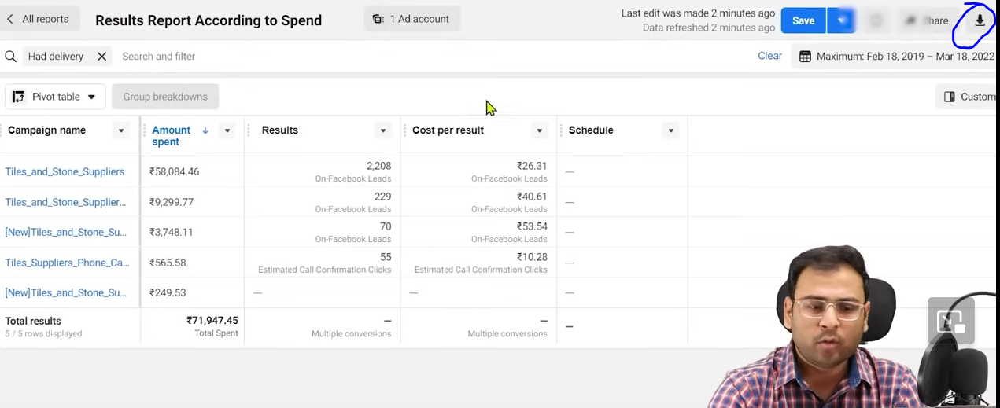 All reports
Results Report According to Spend
1 Ad account
Last edit was made 2 minutes ago
Data refreshed 2 minutes ago
Save
Share
Had delivery
Search and filter
Clear
Maximum: Feb 18, 2019 – Mar 18, 2022
Pivot table
Group breakdowns
Custom
Campaign name
Amount spent
Results
Cost per result
Schedule
Tiles_and_Stone_Suppliers ₹58,084.46 2,208 ₹26.31 —
On-Facebook Leads On-Facebook Leads
Tiles_and_Stone_Supplier... ₹9,299.77 229 ₹40.61 —
On-Facebook Leads On-Facebook Leads
[New]Tiles_and_Stone_Su... ₹3,748.11 70 ₹53.54 —
On-Facebook Leads On-Facebook Leads
Tiles_Suppliers_Phone_Ca... ₹565.58 55 ₹10.28 —
Estimated Call Confirmation Clicks Estimated Call Confirmation Clicks
[New]Tiles_and_Stone_Su... ₹249.53 — — —
Total results ₹71,947.45 — — —
5 / 5 rows displayed Total Spent Multiple conversions Multiple conversions